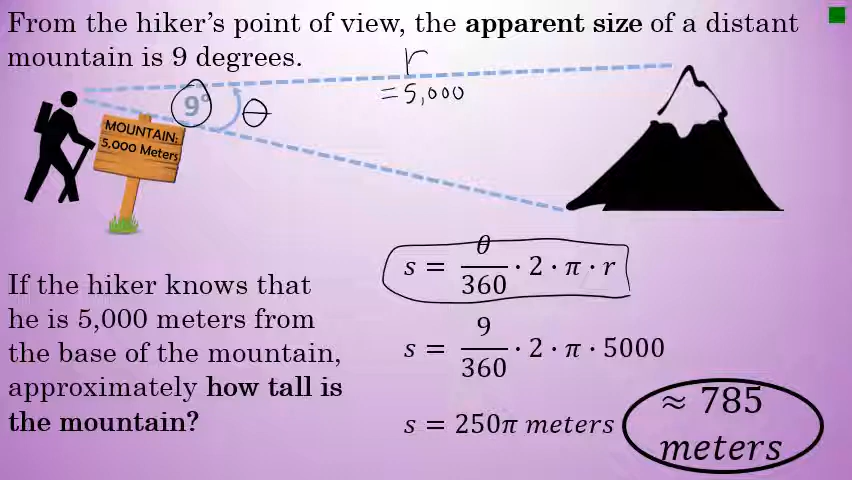 From the hiker's point of view, the apparent size of a distant
mountain is 9 degrees.
r
= 5,000
9°
θ
MOUNTAIN:
5,000 Meters
If the hiker knows that
he is 5,000 meters from
the base of the mountain,
approximately how tall is
the mountain?
s = θ/360 · 2 · π · r
s = 9/360 · 2 · π · 5000
s = 250π meters
≈ 785
meters